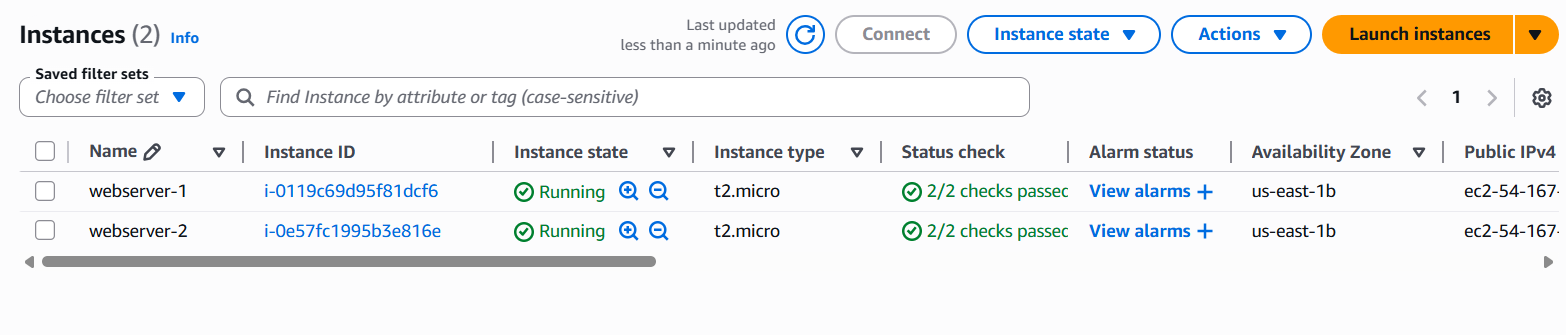 Instances (2) Info
Last updated
less than a minute ago
Connect
Instance state
Actions
Launch instances
Saved filter sets
Choose filter set
Find Instance by attribute or tag (case-sensitive)
1
Name Instance ID Instance state Instance type Status check Alarm status Availability Zone Public IPv4
webserver-1 i-0119c69d95f81dcf6 Running t2.micro 2/2 checks passed View alarms + us-east-1b ec2-54-167-
webserver-2 i-0e57fc1995b3e816e Running t2.micro 2/2 checks passed View alarms + us-east-1b ec2-54-167-